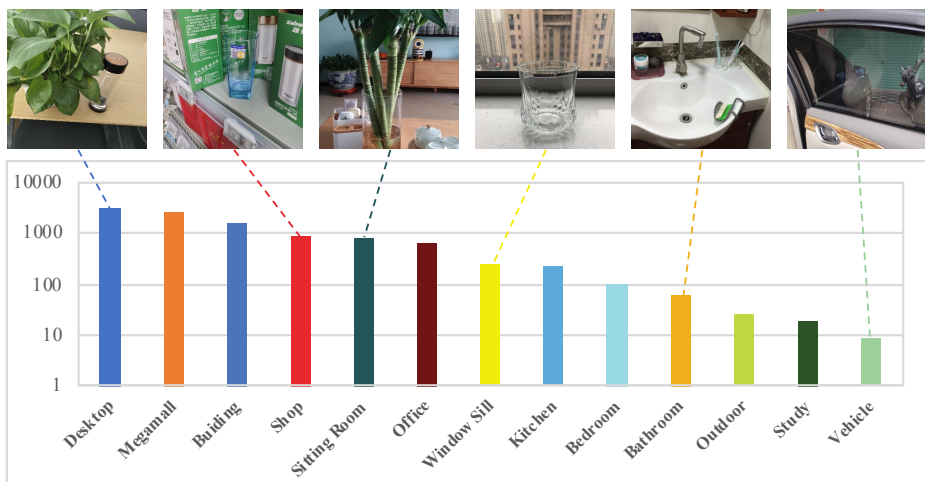 10000
1000
100
10
1
Desktop
Megamall
Buiding
Shop
Sitting Room
Office
Window Sill
Kitchen
Bedroom
Bathroom
Outdoor
Study
Vehicle